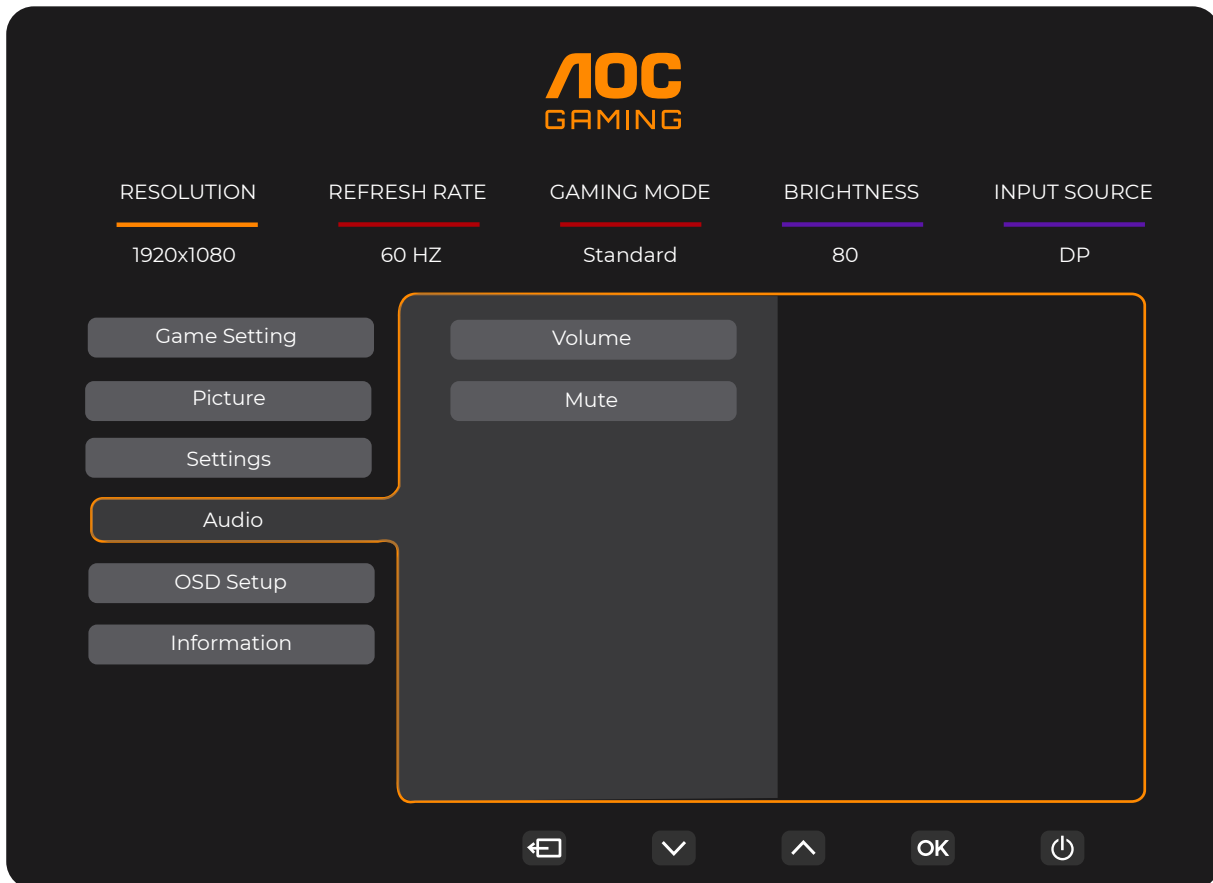 AOC
GAMING
RESOLUTION REFRESH RATE GAMING MODE BRIGHTNESS INPUT SOURCE
1920x1080 60 HZ Standard 80 DP
Game Setting Volume
Picture Mute
Settings
Audio
OSD Setup
Information
OK